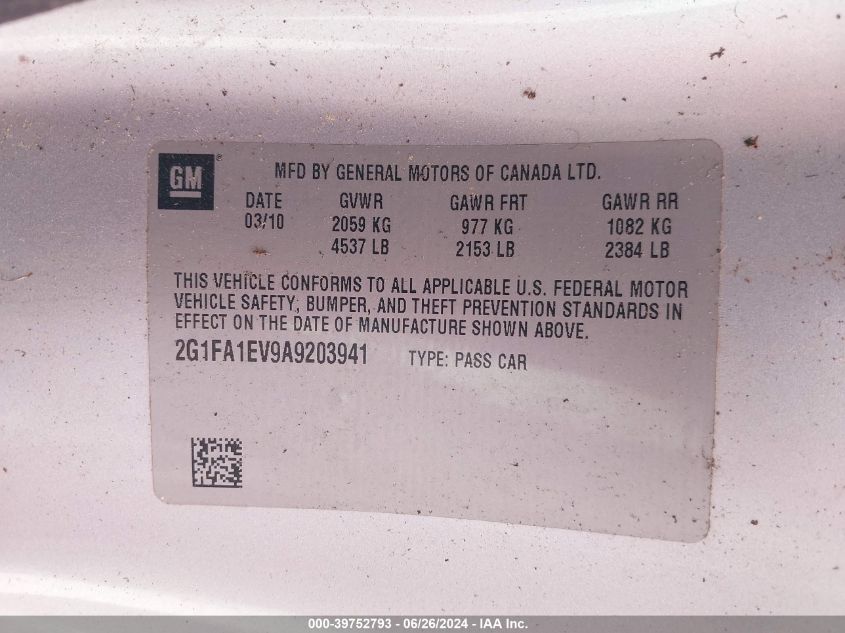 GM®
MFD BY GENERAL MOTORS OF CANADA LTD.
DATE GVWR GAWR FRT GAWR RR
03/10 2059 KG 977 KG 1082 KG
4537 LB 2153 LB 2384 LB
THIS VEHICLE CONFORMS TO ALL APPLICABLE U.S. FEDERAL MOTOR
VEHICLE SAFETY, BUMPER, AND THEFT PREVENTION STANDARDS IN
EFFECT ON THE DATE OF MANUFACTURE SHOWN ABOVE.
2G1FA1EV9A9203941 TYPE: PASS CAR
000-39752793 - 06/26/2024 - IAA Inc.